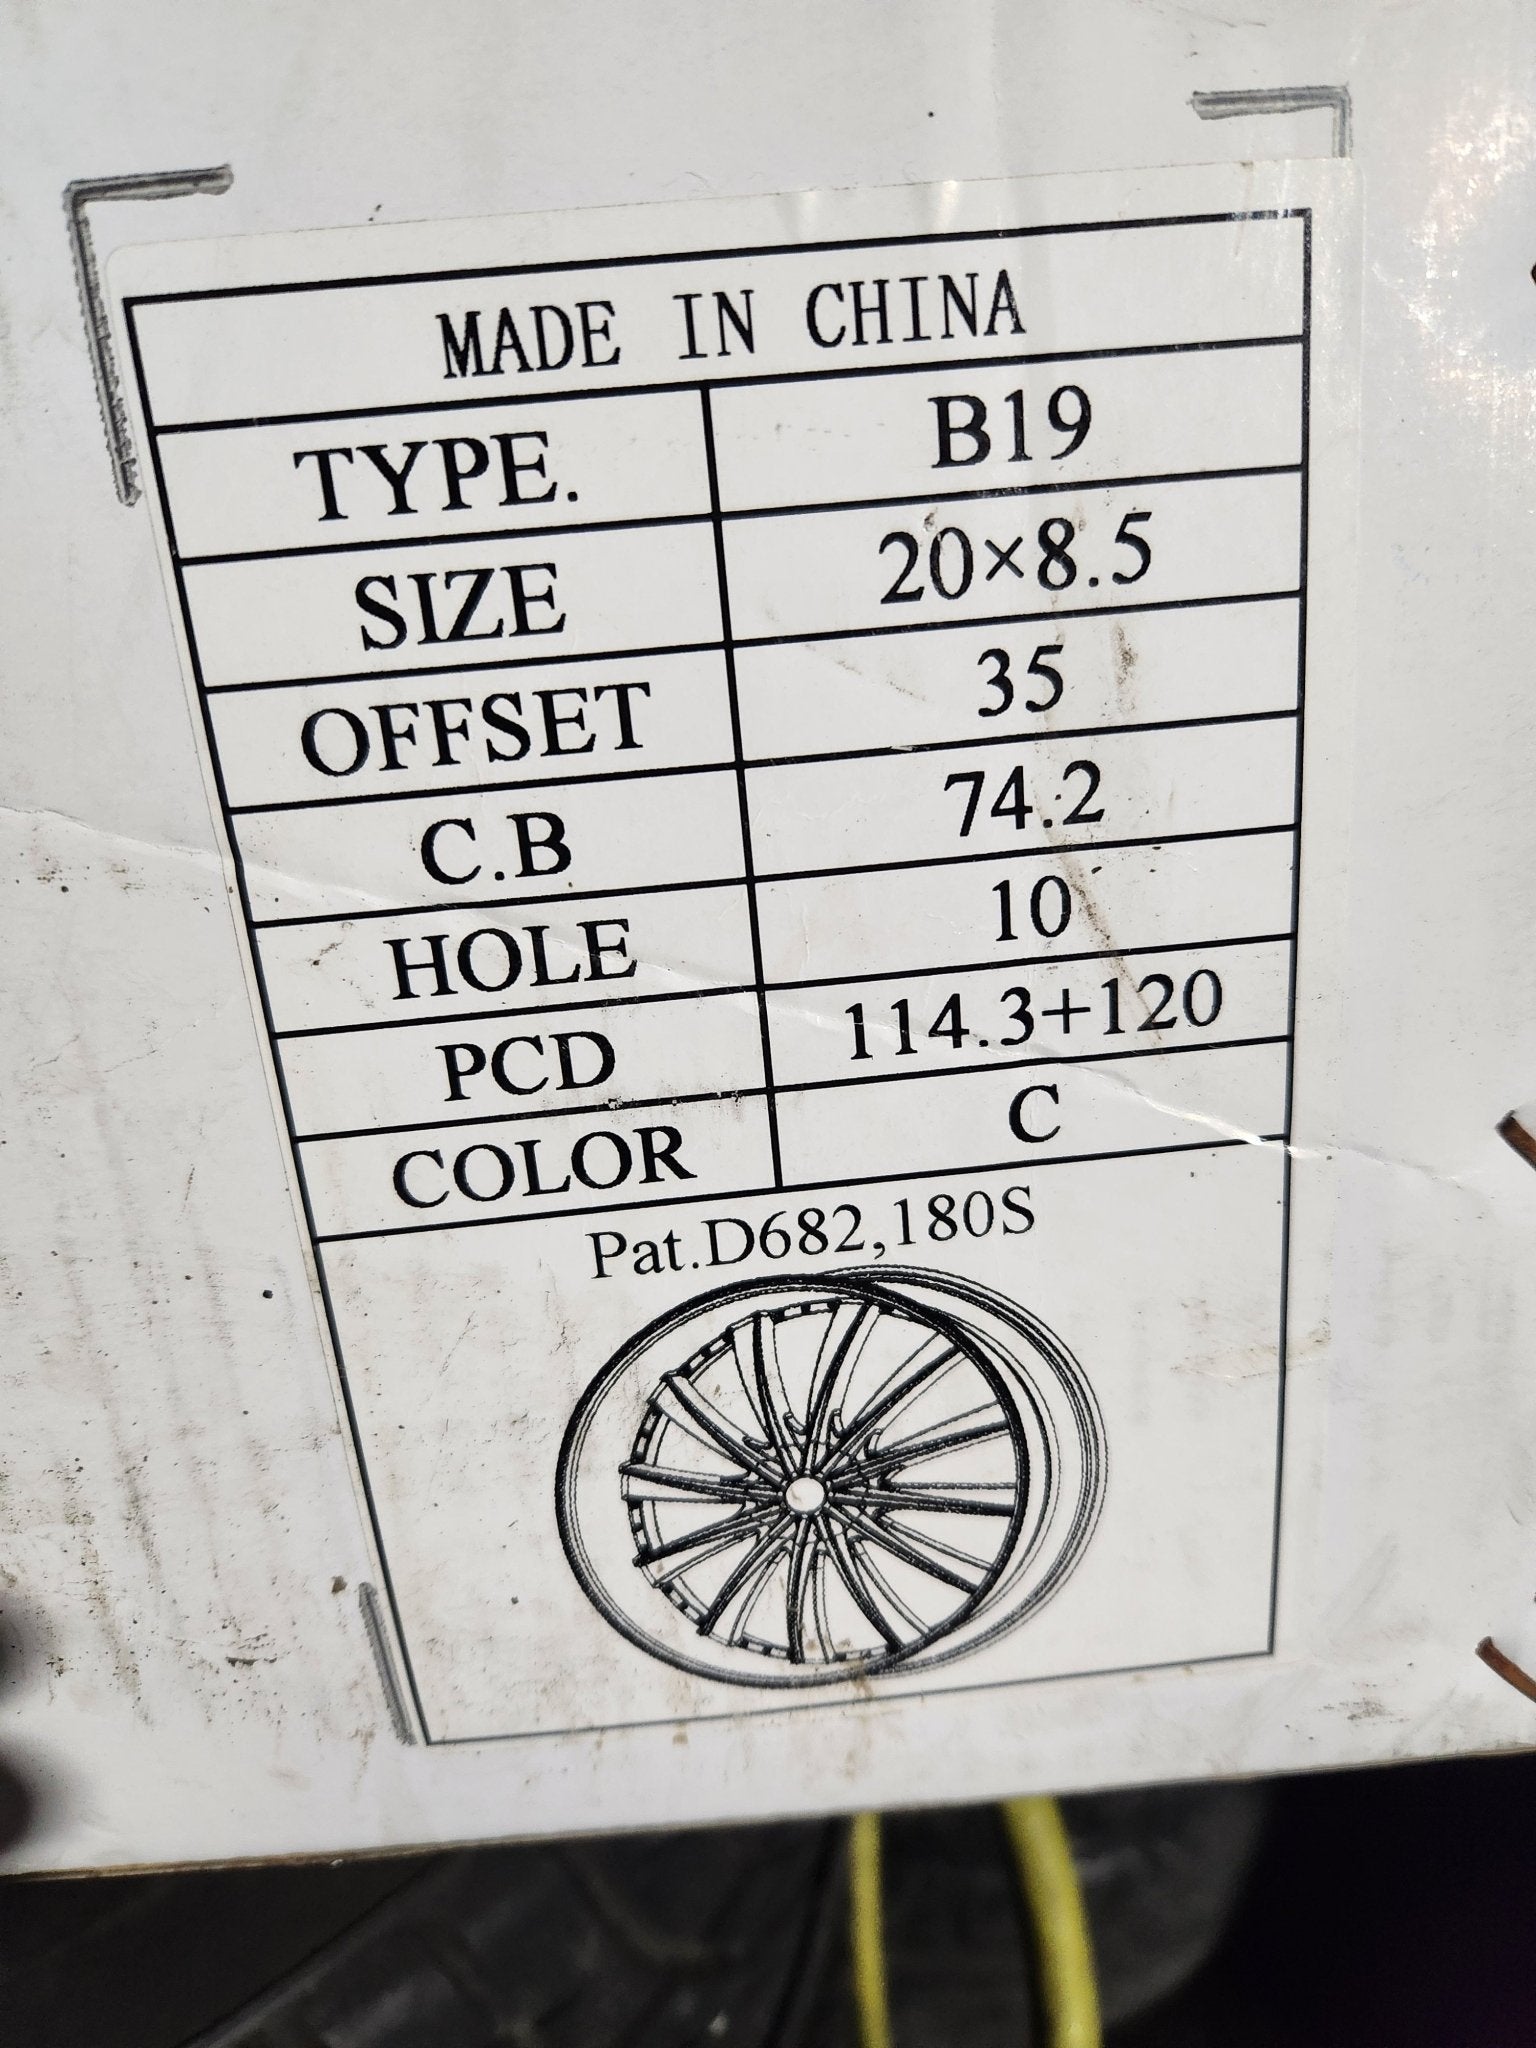 MADE IN CHINA
TYPE. B19
SIZE 20×8.5
OFFSET 35
C.B 74.2
HOLE 10
PCD 114.3+120
COLOR C
Pat.D682,180S